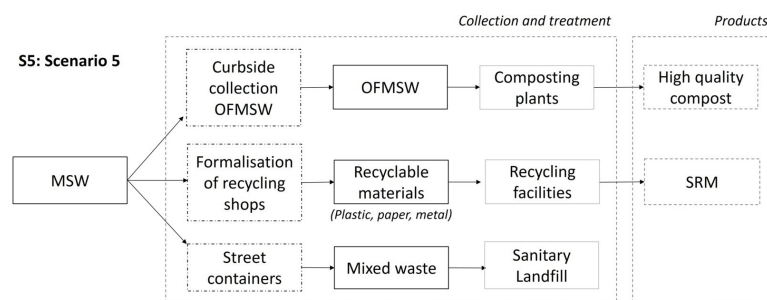 Collection and treatment
Products
S5: Scenario 5
Curbside
collection
OFMSW
OFMSW
Composting
plants
High quality
compost
MSW
Formalisation
of recycling
shops
Recyclable
materials
(Plastic, paper, metal)
Recycling
facilities
SRM
Street
containers
Mixed waste
Sanitary
Landfill